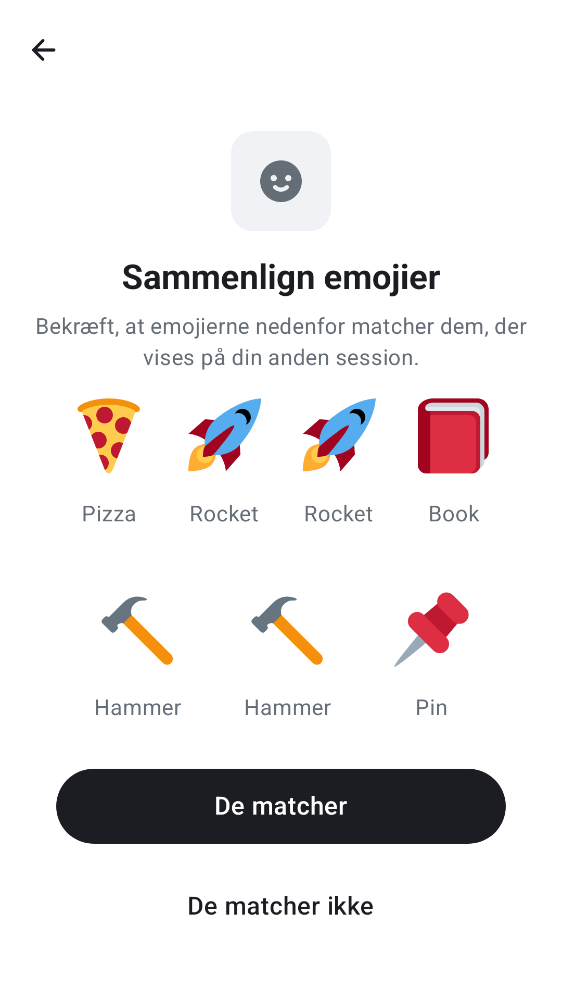 Sammenlign emojier
Bekræft, at emojierne nedenfor matcher dem, der
vises på din anden session.
Pizza Rocket Rocket Book
Hammer Hammer Pin
De matcher
De matcher ikke